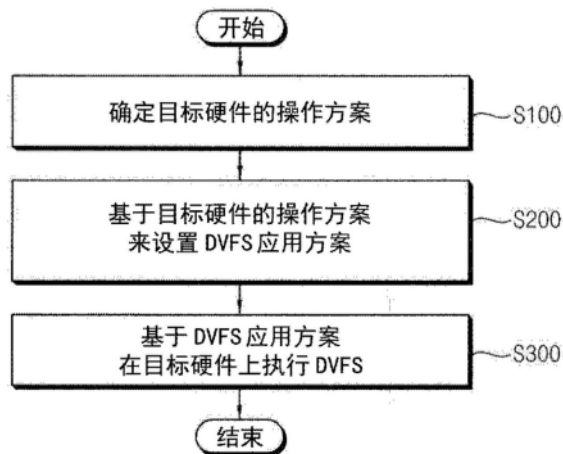 开始
确定目标硬件的操作方案
S100
基于目标硬件的操作方案
来设置 DVFS 应用方案
S200
基于 DVFS 应用方案
在目标硬件上执行 DVFS
S300
结束